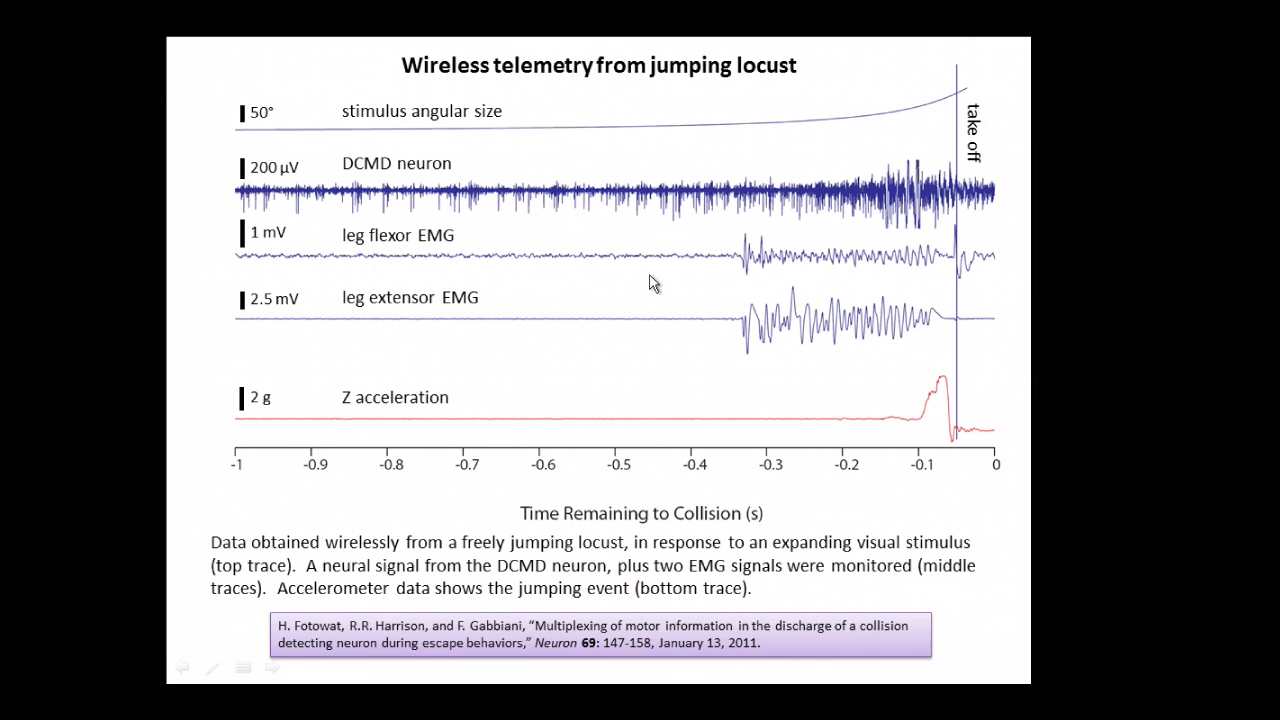 Wireless telemetry from jumping locust
50°
stimulus angular size
take off
200 µV
DCMD neuron
1 mV
leg flexor EMG
2.5 mV
leg extensor EMG
2 g
Z acceleration
-1 -0.9 -0.8 -0.7 -0.6 -0.5 -0.4 -0.3 -0.2 -0.1 0
Time Remaining to Collision (s)
Data obtained wirelessly from a freely jumping locust, in response to an expanding visual stimulus
(top trace). A neural signal from the DCMD neuron, plus two EMG signals were monitored (middle
traces). Accelerometer data shows the jumping event (bottom trace).
H. Fotowat, R.R. Harrison, and F. Gabbiani, “Multiplexing of motor information in the discharge of a collision
detecting neuron during escape behaviors,” Neuron 69: 147-158, January 13, 2011.